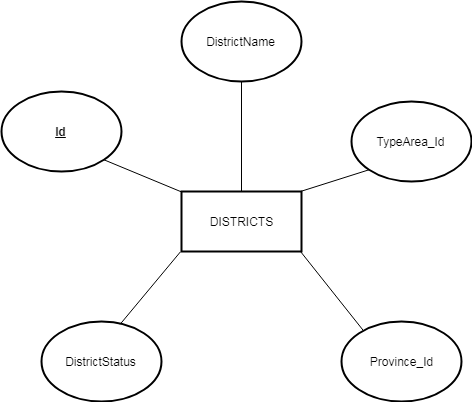 DistrictName
Id
TypeArea_Id
DISTRICTS
DistrictStatus
Province_Id